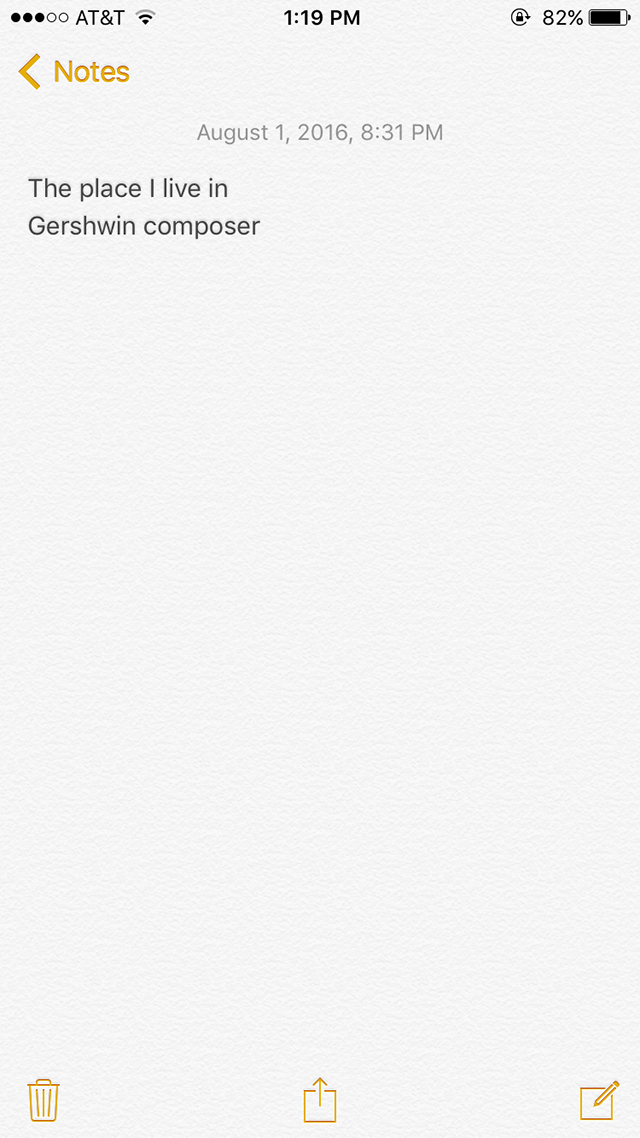 AT&T 1:19 PM 82%
Notes
August 1, 2016, 8:31 PM
The place I live in
Gershwin composer